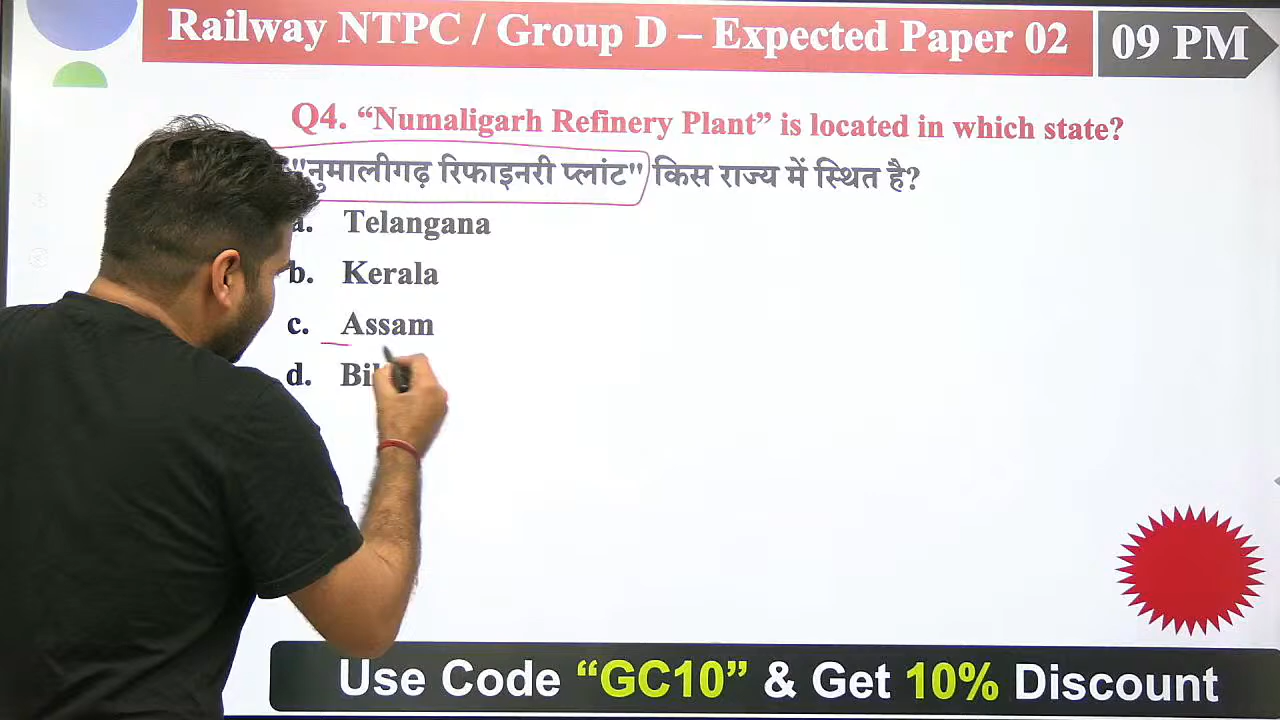 Railway NTPC / Group D – Expected Paper 02
09 PM
Q4. “Numaligarh Refinery Plant” is located in which state?
"नुमालीगढ़ रिफाइनरी प्लांट" किस राज्य में स्थित है?
a. Telangana
b. Kerala
c. Assam
d.
Use Code “GC10” & Get 10% Discount